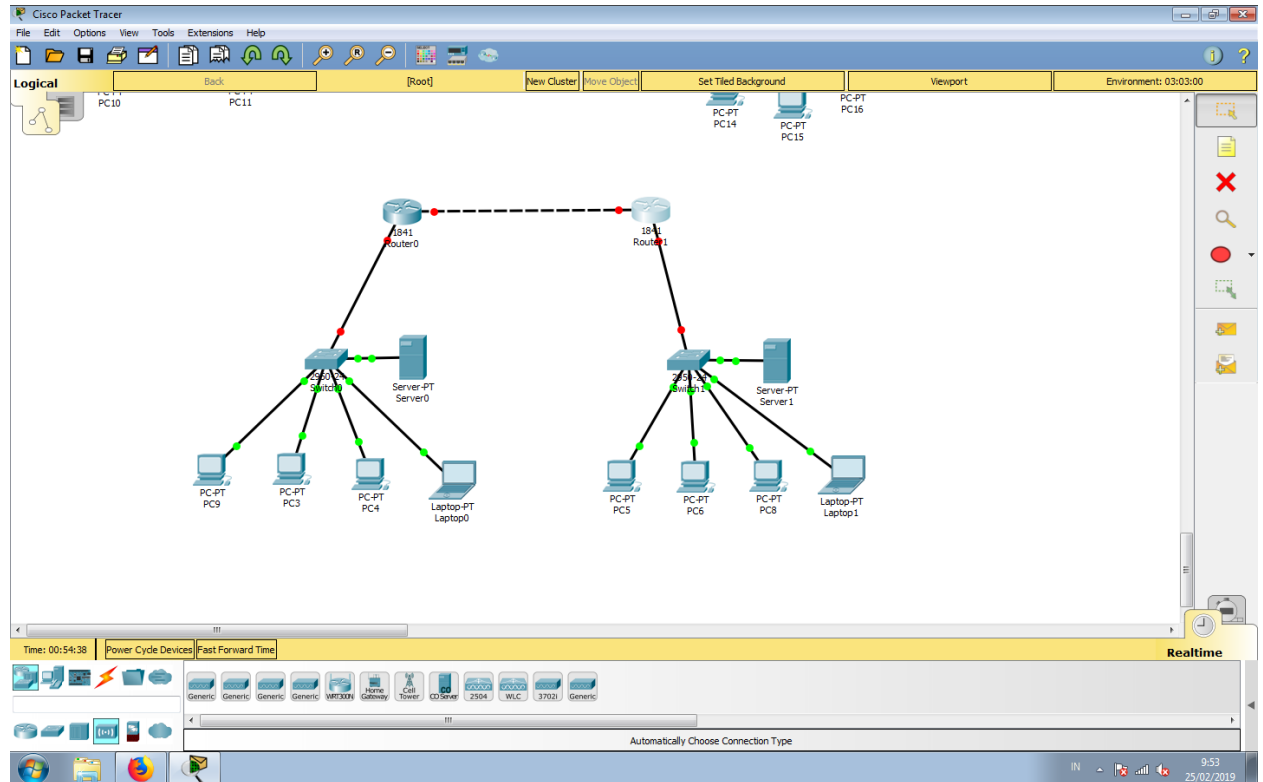 Cisco Packet Tracer
File Edit Options View Tools Extensions Help
Logical
Back
[Root]
New Cluster
Move Object
Set Tiled Background
Viewport
Environment: 03:03:00
PC10
PC11
PC-PT
PC14
PC-PT
PC15
PC-PT
PC16
1841
Router0
1841
Router1
2950-24
Switch0
Server-PT
Server0
2950-24
Switch1
Server-PT
Server1
PC-PT
PC9
PC-PT
PC3
PC-PT
PC4
Laptop-PT
Laptop0
PC-PT
PC5
PC-PT
PC6
PC-PT
PC8
Laptop-PT
Laptop1
Time: 00:54:38
Power Cycle Devices
Fast Forward Time
Realtime
Generic
Generic
Generic
Generic
WRT300N
Home
Gateway
Cell
Tower
CO Server
2504
WLC
3702i
Generic
Automatically Choose Connection Type
IN
9:53
25/02/2019